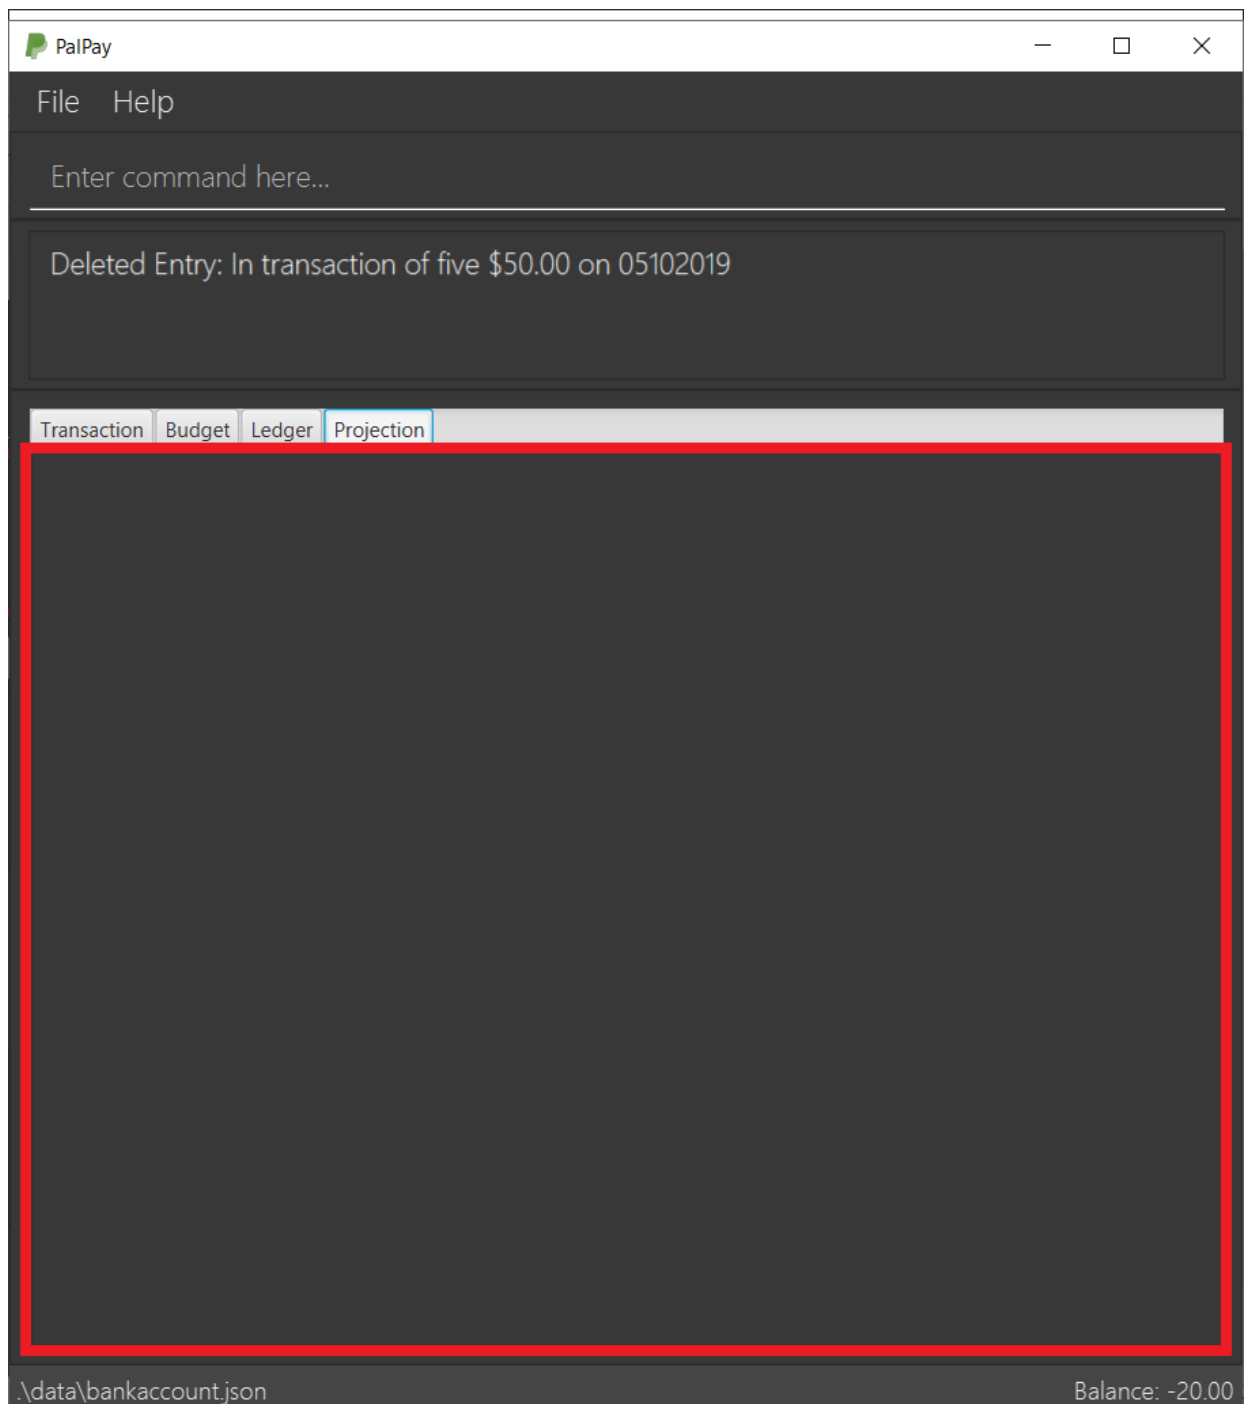 PalPay
File Help
Enter command here...
Deleted Entry: In transaction of five $50.00 on 05102019
Transaction Budget Ledger Projection
.\data\bankaccount.json Balance: -20.00